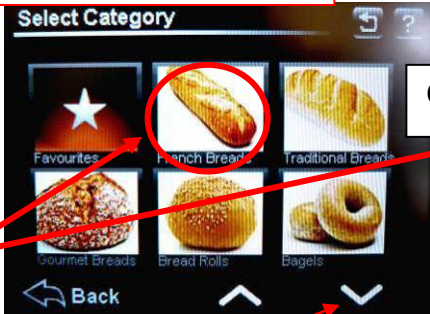 Select Category
?
Favourites French Breads Traditional Breads
Gourmet Breads Bread Rolls Bagels
Back